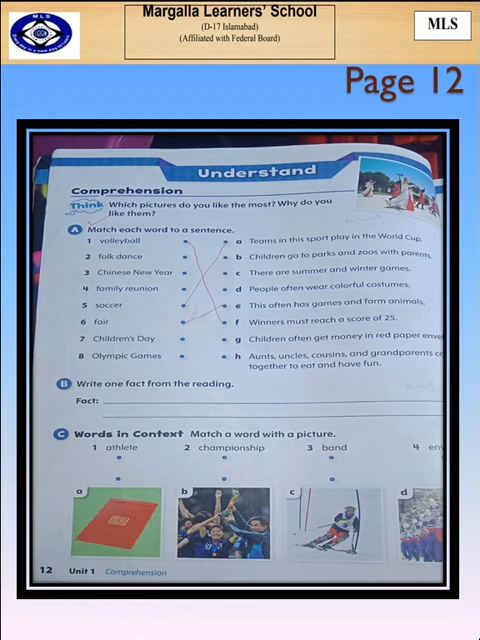 Margalla Learners' School
(D-17 Islamabad)
(Affiliated with Federal Board)
MLS
MLS
Page 12
Understand
Comprehension
Think Which pictures do you like the most? Why do you
like them?
A Match each word to a sentence.
1 volleyball
a Teams in this sport play in the World Cup.
2 folk dance
b Children go to parks and zoos with parents.
3 Chinese New Year
c There are summer and winter games.
4 family reunion
d People often wear colorful costumes.
5 soccer
e This often has games and farm animals.
6 fair
f Winners must reach a score of 25.
7 Children's Day
g Children often get money in red paper enve
8 Olympic Games
h Aunts, uncles, cousins, and grandparents co
together to eat and have fun.
B Write one fact from the reading.
Fact:
C Words in Context Match a word with a picture.
1 athlete 2 championship 3 band 4 env
a b c d
12 Unit 1 Comprehension